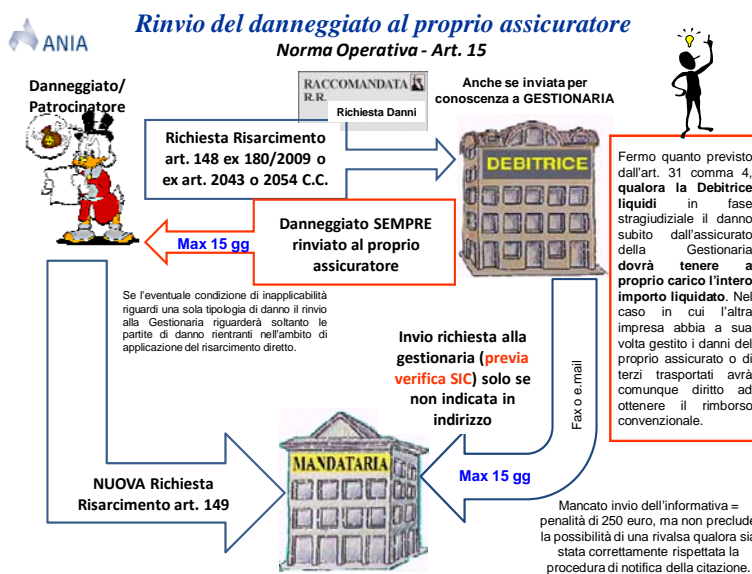 Rinvio del danneggiato al proprio assicuratore
ANIA
Norma Operativa - Art. 15
Danneggiato/
Patrocinatore
RACCOMANDATA
R.R.
Richiesta Danni
Anche se inviata per
conoscenza a GESTIONARIA
Richiesta Risarcimento
art. 148 ex 180/2009 o
ex art. 2043 o 2054 C.C.
DEBITRICE
Danneggiato SEMPRE
rinviato al proprio
assicuratore
Max 15 gg
Fermo quanto previsto
dall'art. 31 comma 4,
qualora la Debitrice
liquidi in fase
stragiudiziale il danno
subito dall'assicurato
della Gestionaria
dovrà tenere a
proprio carico l'intero
importo liquidato. Nel
caso in cui l'altra
impresa abbia a sua
volta gestito i danni del
proprio assicurato o di
terzi trasportati avrà
comunque diritto ad
ottenere il rimborso
convenzionale.
Se l'eventuale condizione di inapplicabilità
riguardi una sola tipologia di danno il rinvio
alla Gestionaria riguarderà soltanto le
partite di danno rientranti nell'ambito di
applicazione del risarcimento diretto.
Invio richiesta alla
gestionaria (previa
verifica SIC) solo se
non indicata in
indirizzo
Fax o e.mail
MANDATARIA
Max 15 gg
NUOVA Richiesta
Risarcimento art. 149
Mancato invio dell'informativa =
penalità di 250 euro, ma non preclude
la possibilità di una rivalsa qualora sia
stata correttamente rispettata la
procedura di notifica della citazione.